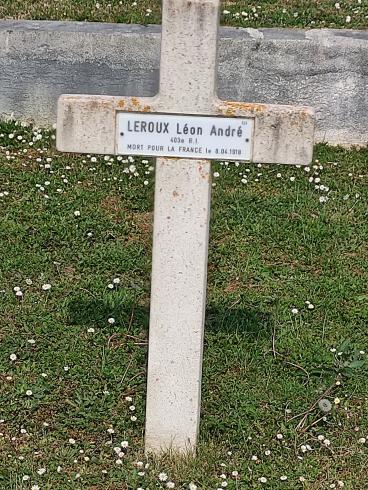 LEROUX Léon André
403e R.I.
MORT POUR LA FRANCE le 8.04.1918